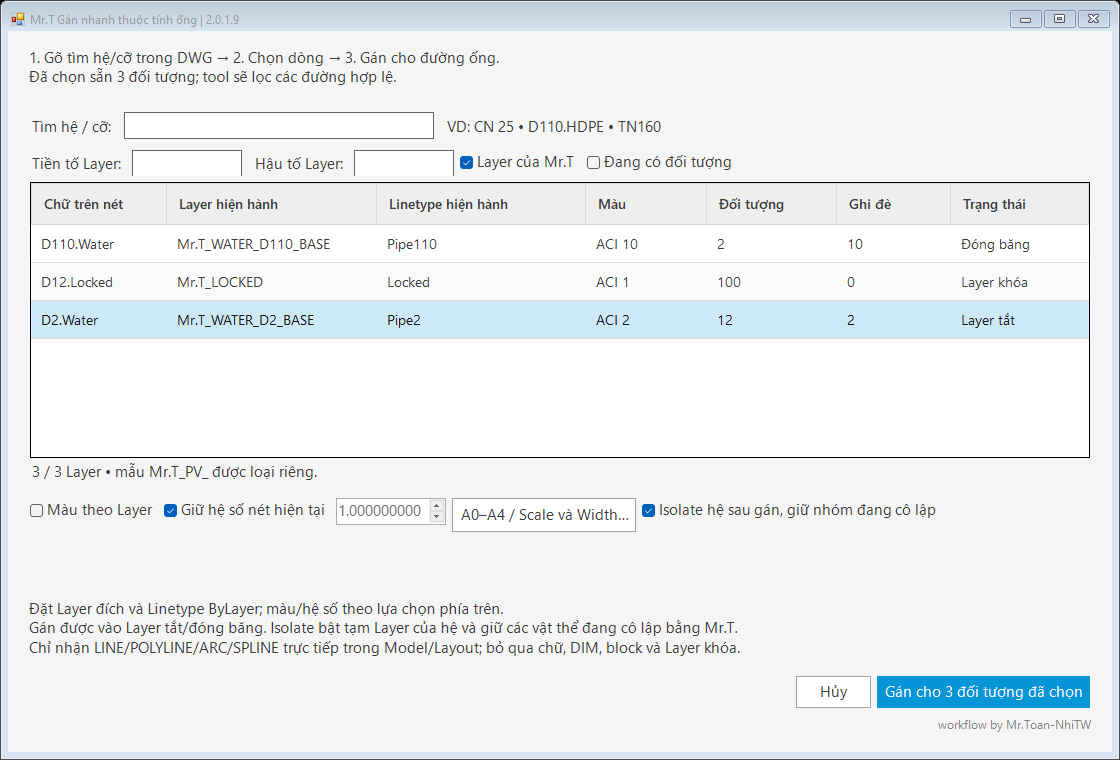 Mr.T Gán nhanh thuộc tính ống | 2.0.1.9
1. Gõ tìm hệ/cỡ trong DWG → 2. Chọn dòng → 3. Gán cho đường ống.
Đã chọn sẵn 3 đối tượng; tool sẽ lọc các đường hợp lệ.
Tìm hệ / cỡ: VD: CN 25 • D110.HDPE • TN160
Tiền tố Layer: Hậu tố Layer: Layer của Mr.T Đang có đối tượng
Chữ trên nét Layer hiện hành Linetype hiện hành Màu Đối tượng Ghi đè Trạng thái
D110.Water Mr.T_WATER_D110_BASE Pipe110 ACI 10 2 10 Đóng băng
D12.Locked Mr.T_LOCKED Locked ACI 1 100 0 Layer khóa
D2.Water Mr.T_WATER_D2_BASE Pipe2 ACI 2 12 2 Layer tắt
3 / 3 Layer • mẫu Mr.T_PV_ được loại riêng.
Màu theo Layer Giữ hệ số nét hiện tại 1.000000000 A0–A4 / Scale và Width... Isolate hệ sau gán, giữ nhóm đang cô lập
Đặt Layer đích và Linetype ByLayer; màu/hệ số theo lựa chọn phía trên.
Gán được vào Layer tắt/đóng băng. Isolate bật tạm Layer của hệ và giữ các vật thể đang cô lập bằng Mr.T.
Chỉ nhận LINE/POLYLINE/ARC/SPLINE trực tiếp trong Model/Layout; bỏ qua chữ, DIM, block và Layer khóa.
Hủy Gán cho 3 đối tượng đã chọn
workflow by Mr.Toan-NhiTW